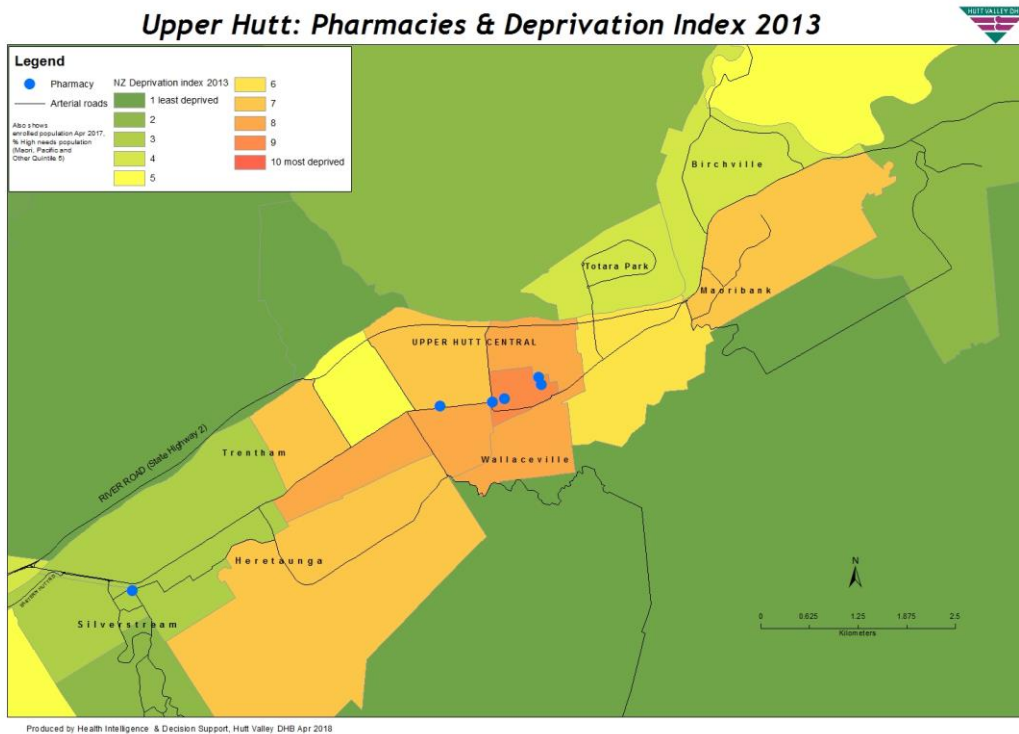 Upper Hutt: Pharmacies & Deprivation Index 2013
HUTT VALLEY DH
Legend
Pharmacy
Arterial roads
Also shows
enrolled population Apr 2017,
% High needs population
(Maori, Pacific and
Other Quintile 5)
NZ Deprivation index 2013
1 least deprived
2
3
4
5
6
7
8
9
10 most deprived
Birchville
Totara Park
Maoribank
UPPER HUTT CENTRAL
Trentham
Wallaceville
RIVER ROAD (State Highway 2)
Heretaunga
Silverstream
N
0 0.625 1.25 1.875 2.5
Kilometers
Produced by Health Intelligence & Decision Support, Hutt Valley DHB Apr 2018